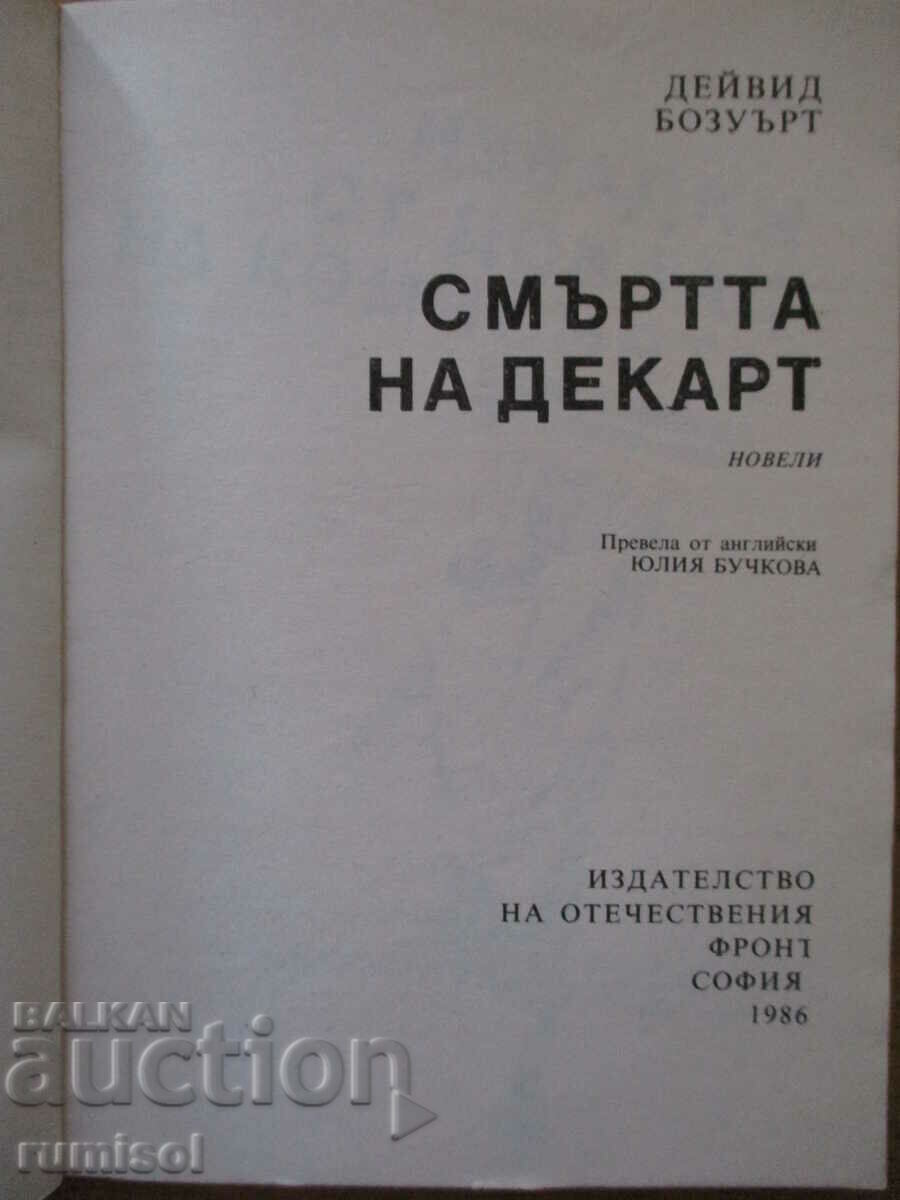 ДЕЙВИД
БОЗУЪРТ
СМЪРТТА
НА ДЕКАРТ
НОВЕЛИ
Превела от английски
ЮЛИЯ БУЧКОВА
ИЗДАТЕЛСТВО
НА ОТЕЧЕСТВЕНИЯ
ФРОНТ
СОФИЯ
1986
BALKAN
auction
rumisol